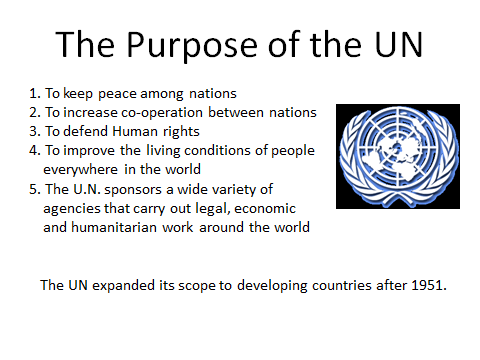 The Purpose of the UN
1. To keep peace among nations
2. To increase co-operation between nations
3. To defend Human rights
4. To improve the living conditions of people
everywhere in the world
5. The U.N. sponsors a wide variety of
agencies that carry out legal, economic
and humanitarian work around the world
The UN expanded its scope to developing countries after 1951.